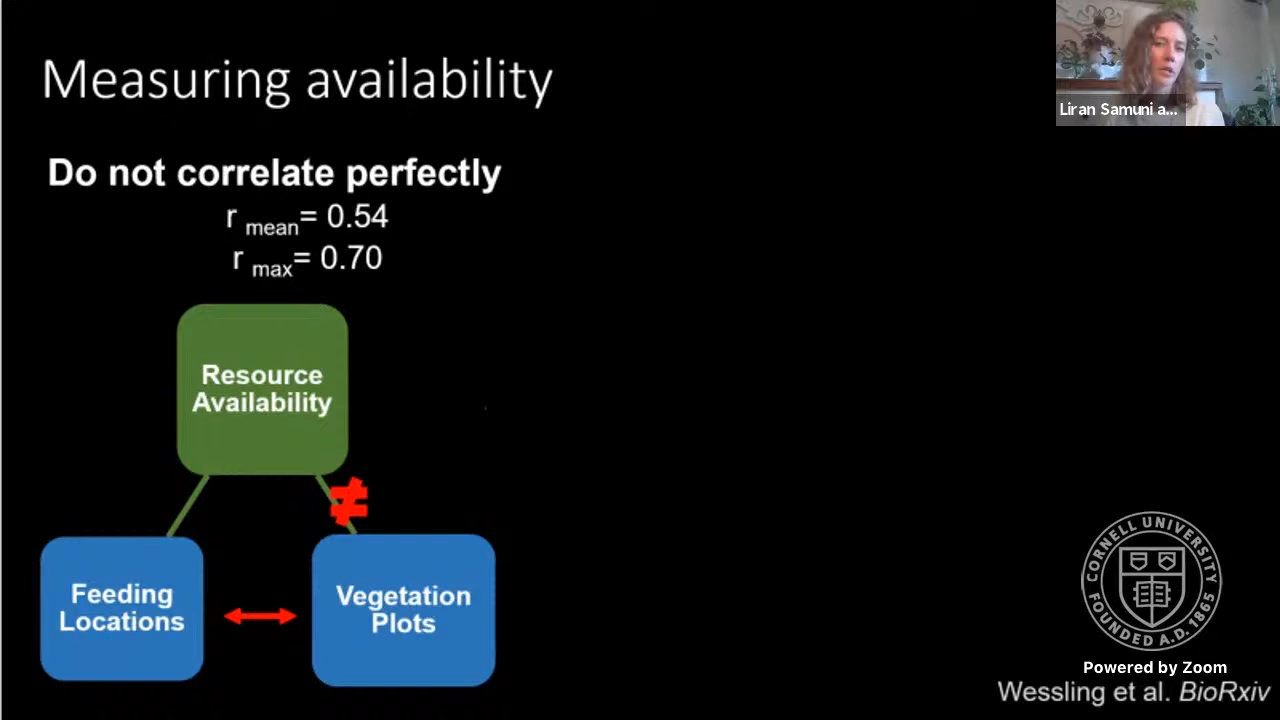 Measuring availability
Liran Samuni a...
Do not correlate perfectly
r mean= 0.54
r max= 0.70
Resource
Availability
≠
Feeding
Locations
Vegetation
Plots
CORNELL UNIVERSITY
FOUNDED A.D. 1865
Powered by Zoom
Wessling et al. BioRxiv